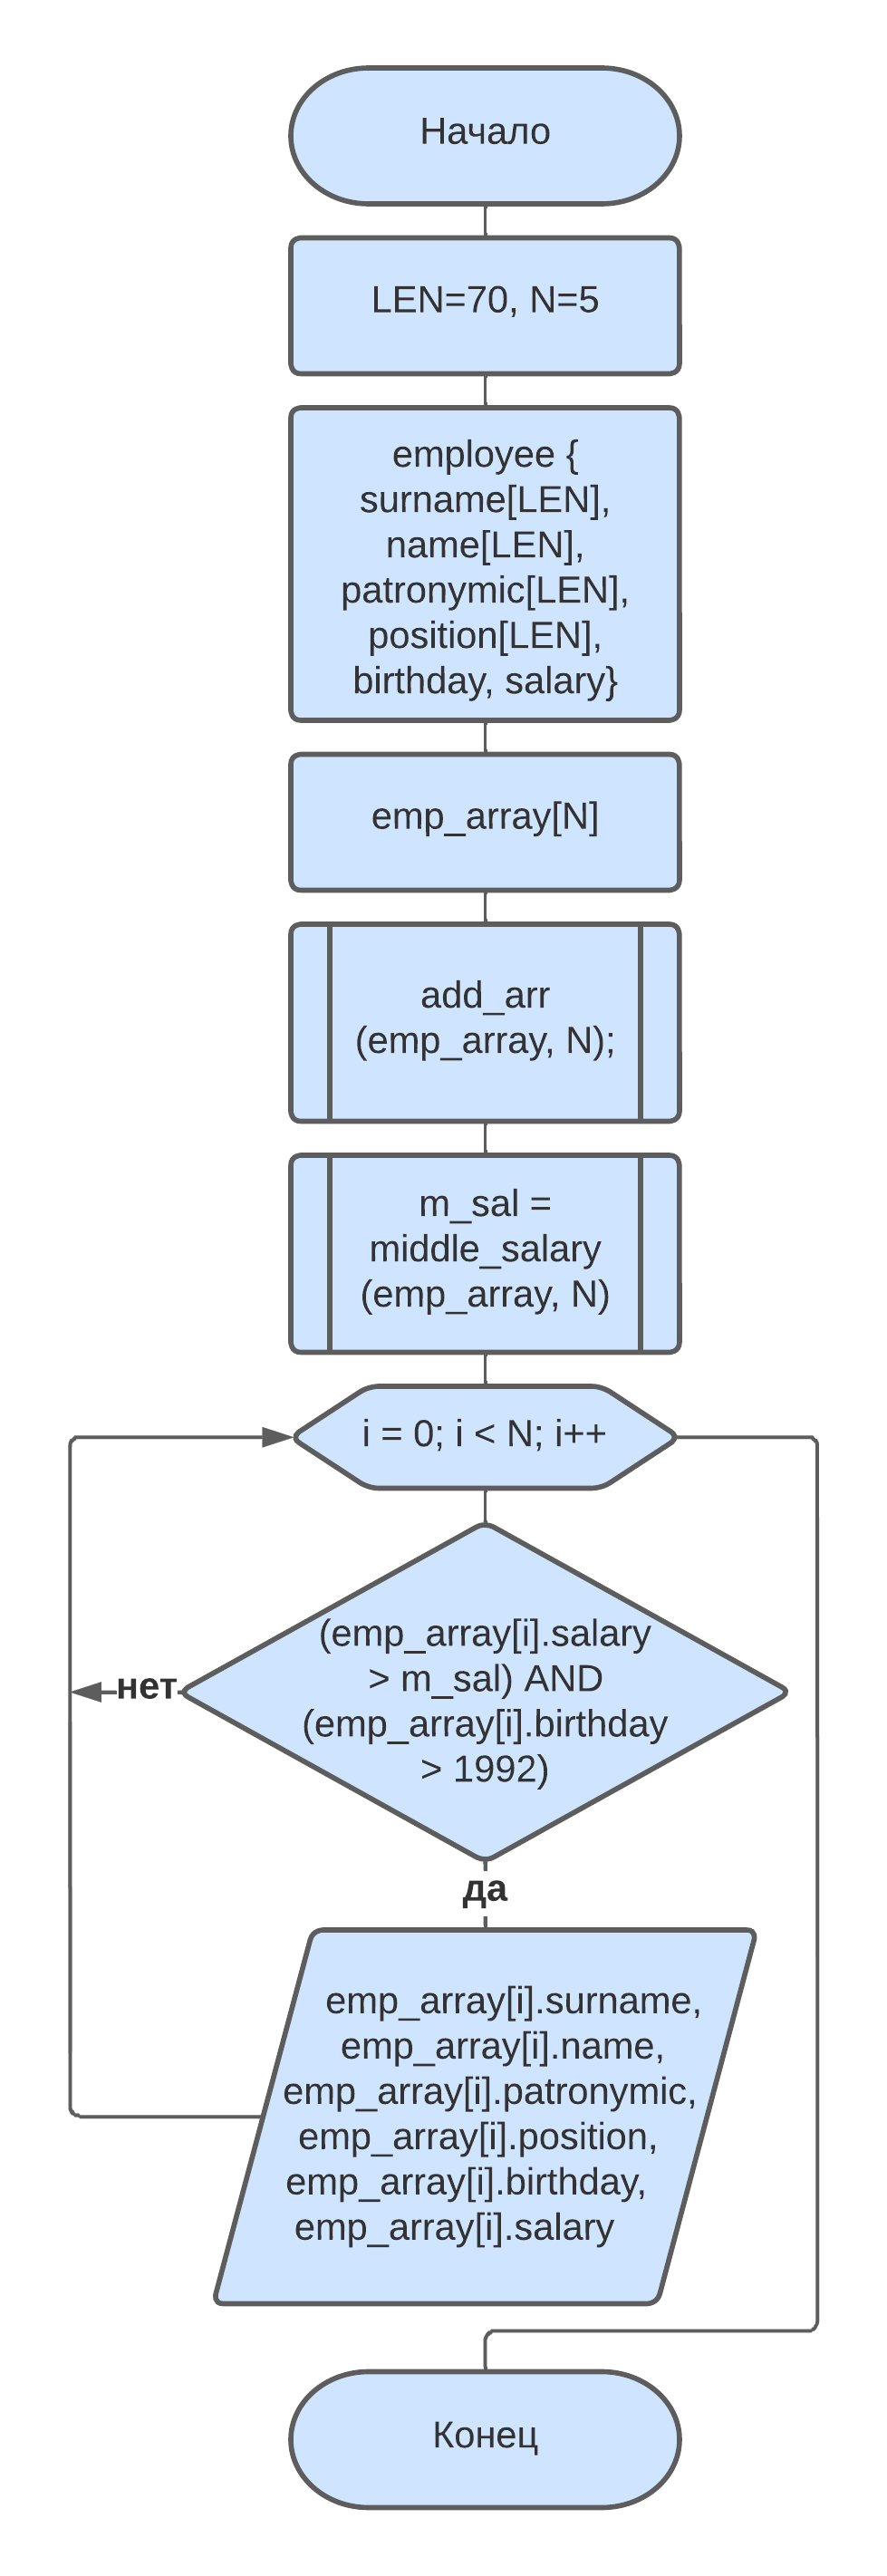 Начало
LEN=70, N=5
employee {
surname[LEN],
name[LEN],
patronymic[LEN],
position[LEN],
birthday, salary}
emp_array[N]
add_arr
(emp_array, N);
m_sal =
middle_salary
(emp_array, N)
i = 0; i < N; i++
(emp_array[i].salary
> m_sal) AND
(emp_array[i].birthday
> 1992)
нет
да
emp_array[i].surname,
emp_array[i].name,
emp_array[i].patronymic,
emp_array[i].position,
emp_array[i].birthday,
emp_array[i].salary
Конец